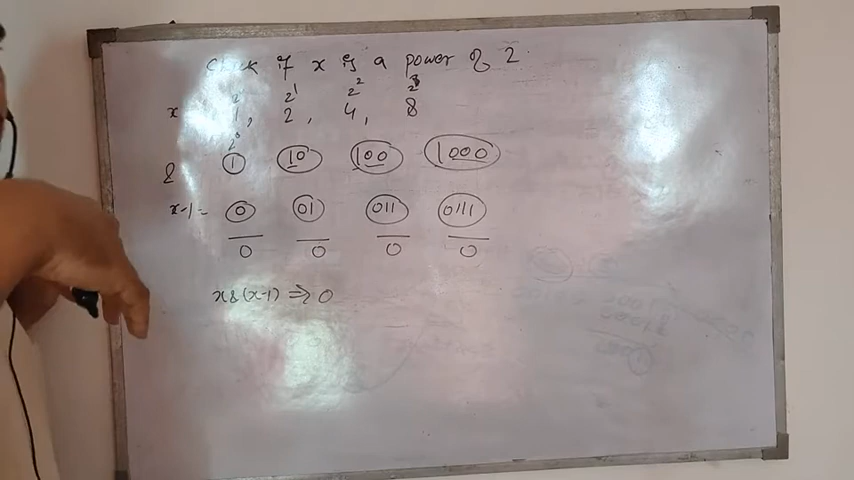 Check if x is a power of 2
2⁰ 2¹ 2² 2³
x 1, 2, 4, 8
2⁰
& 1 10 100 1000
x-1= 0 01 011 0111
0 0 0 0
x&(x-1) ⇒ 0